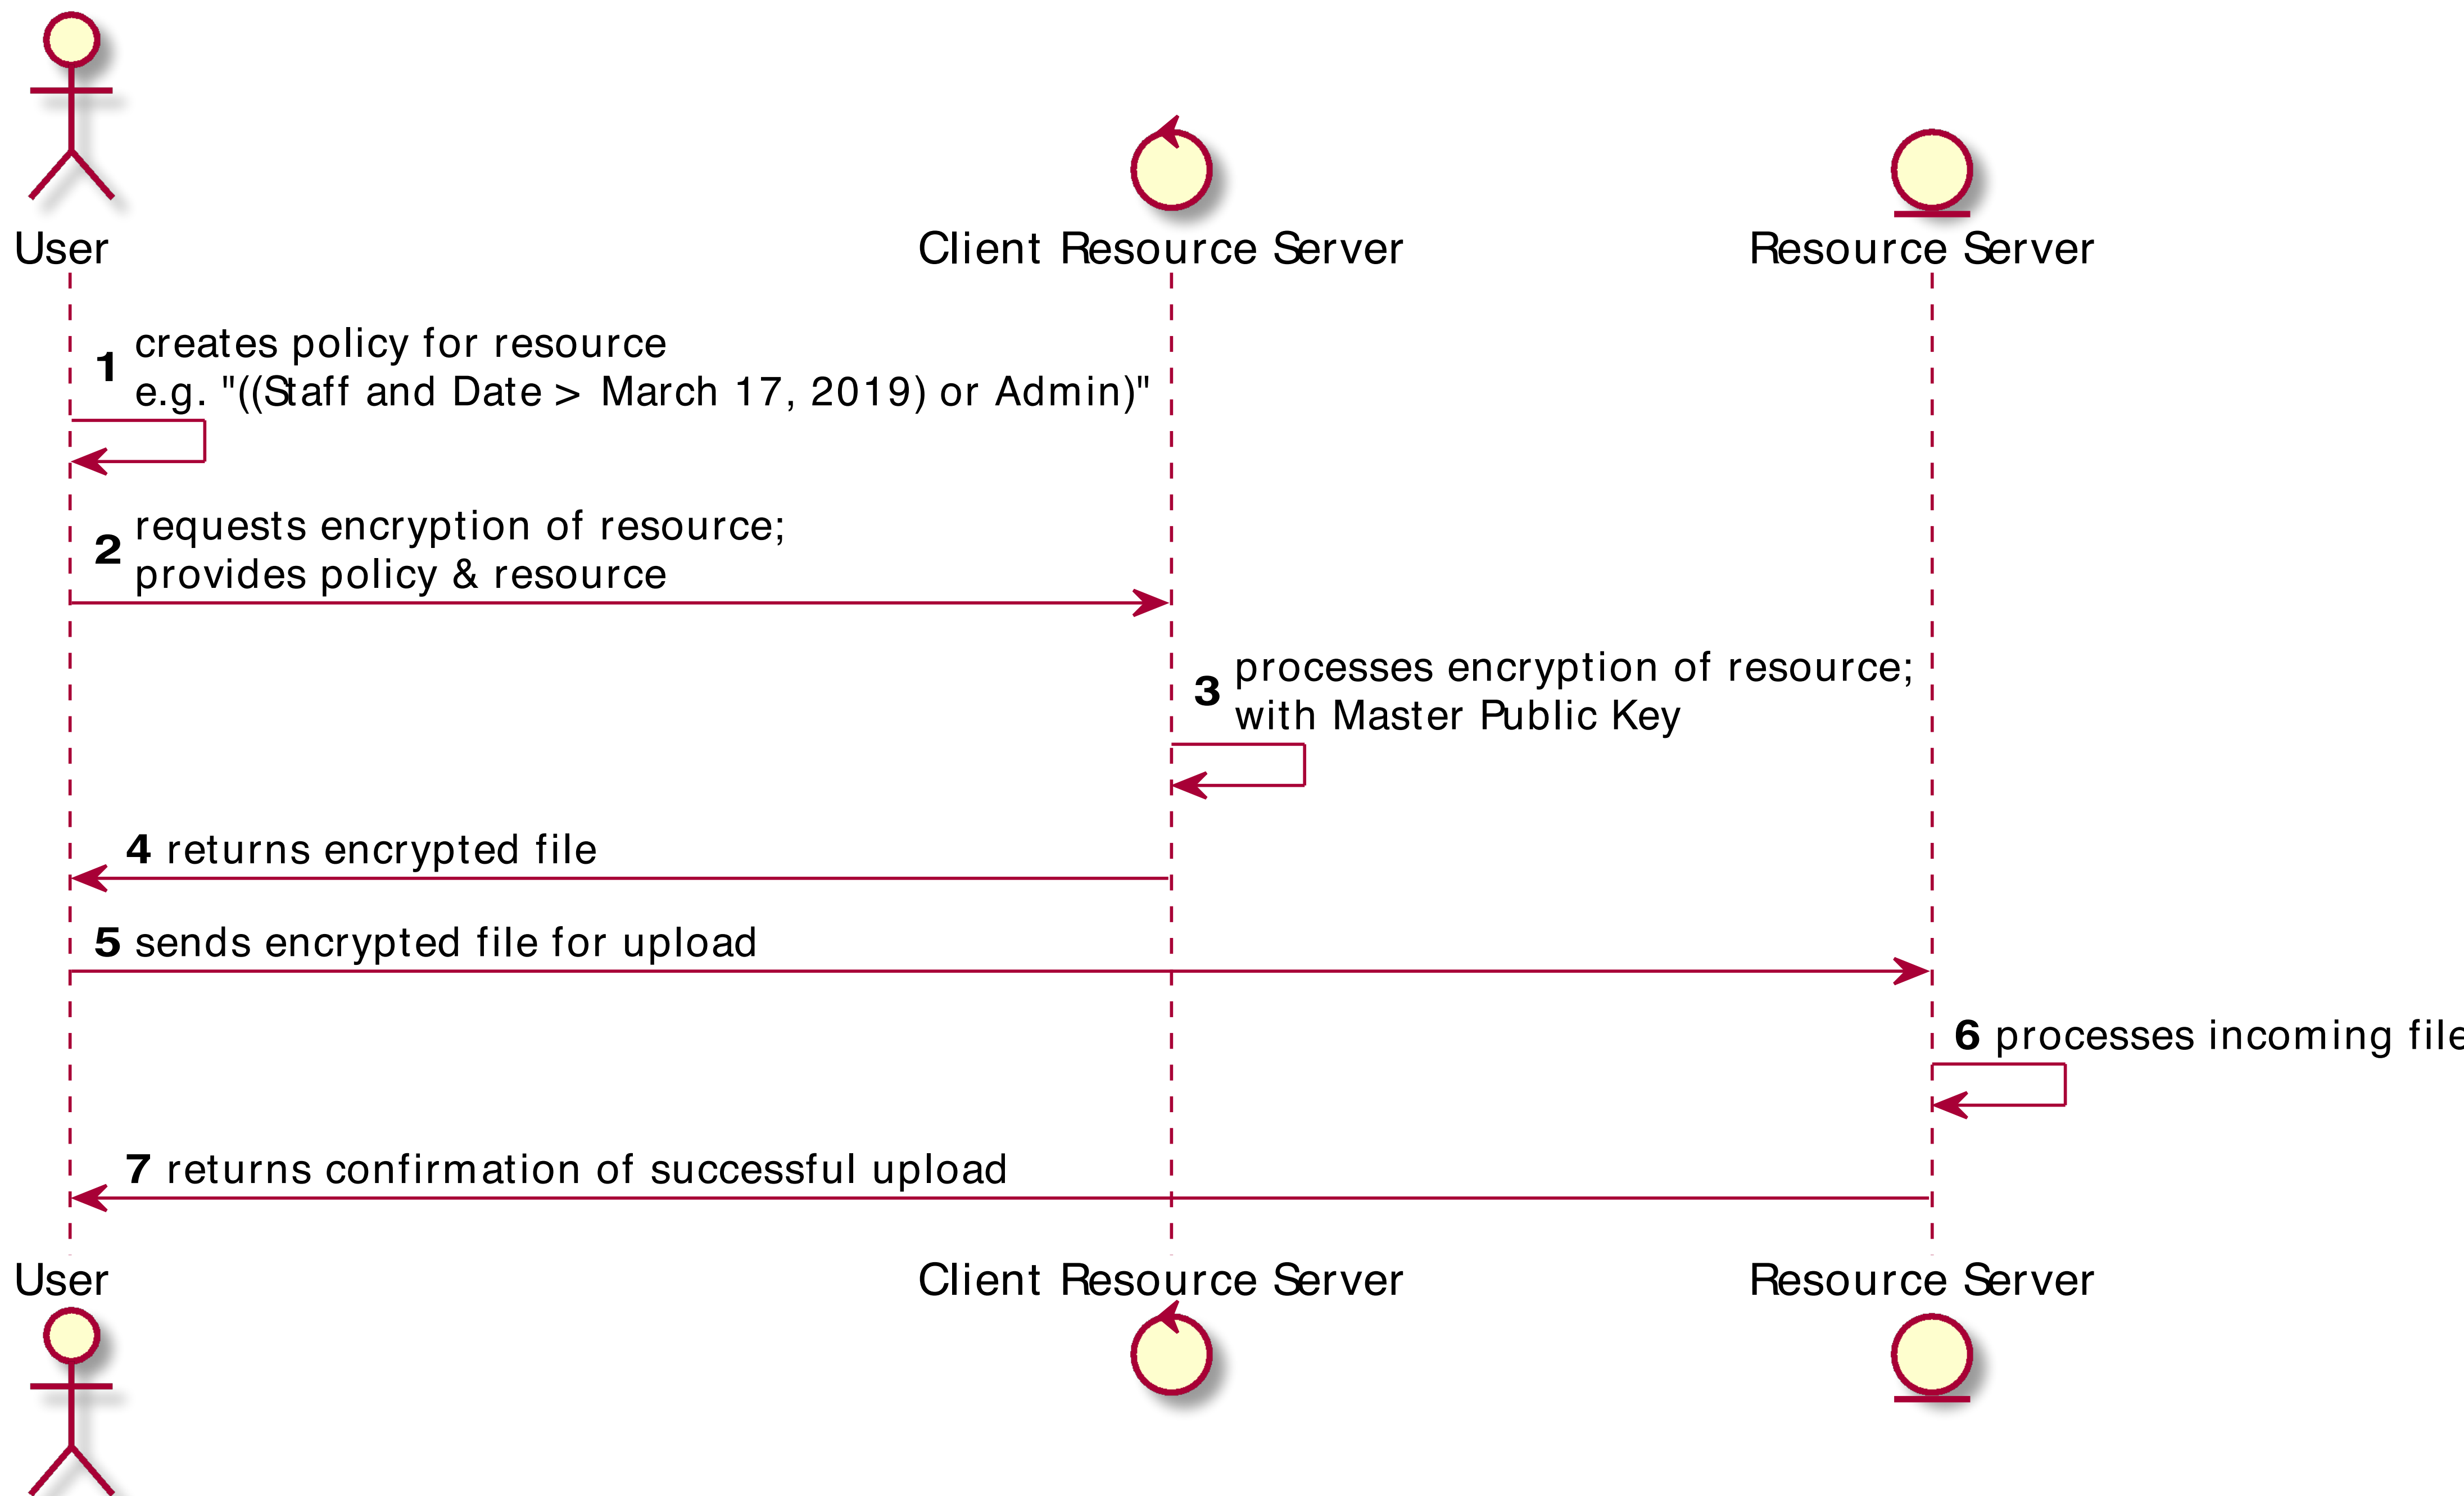 User
Client Resource Server
Resource Server
1 creates policy for resource
e.g. "((Staff and Date > March 17, 2019) or Admin)"
2 requests encryption of resource;
provides policy & resource
3 processes encryption of resource;
with Master Public Key
4 returns encrypted file
5 sends encrypted file for upload
6 processes incoming file
7 returns confirmation of successful upload
User
Client Resource Server
Resource Server